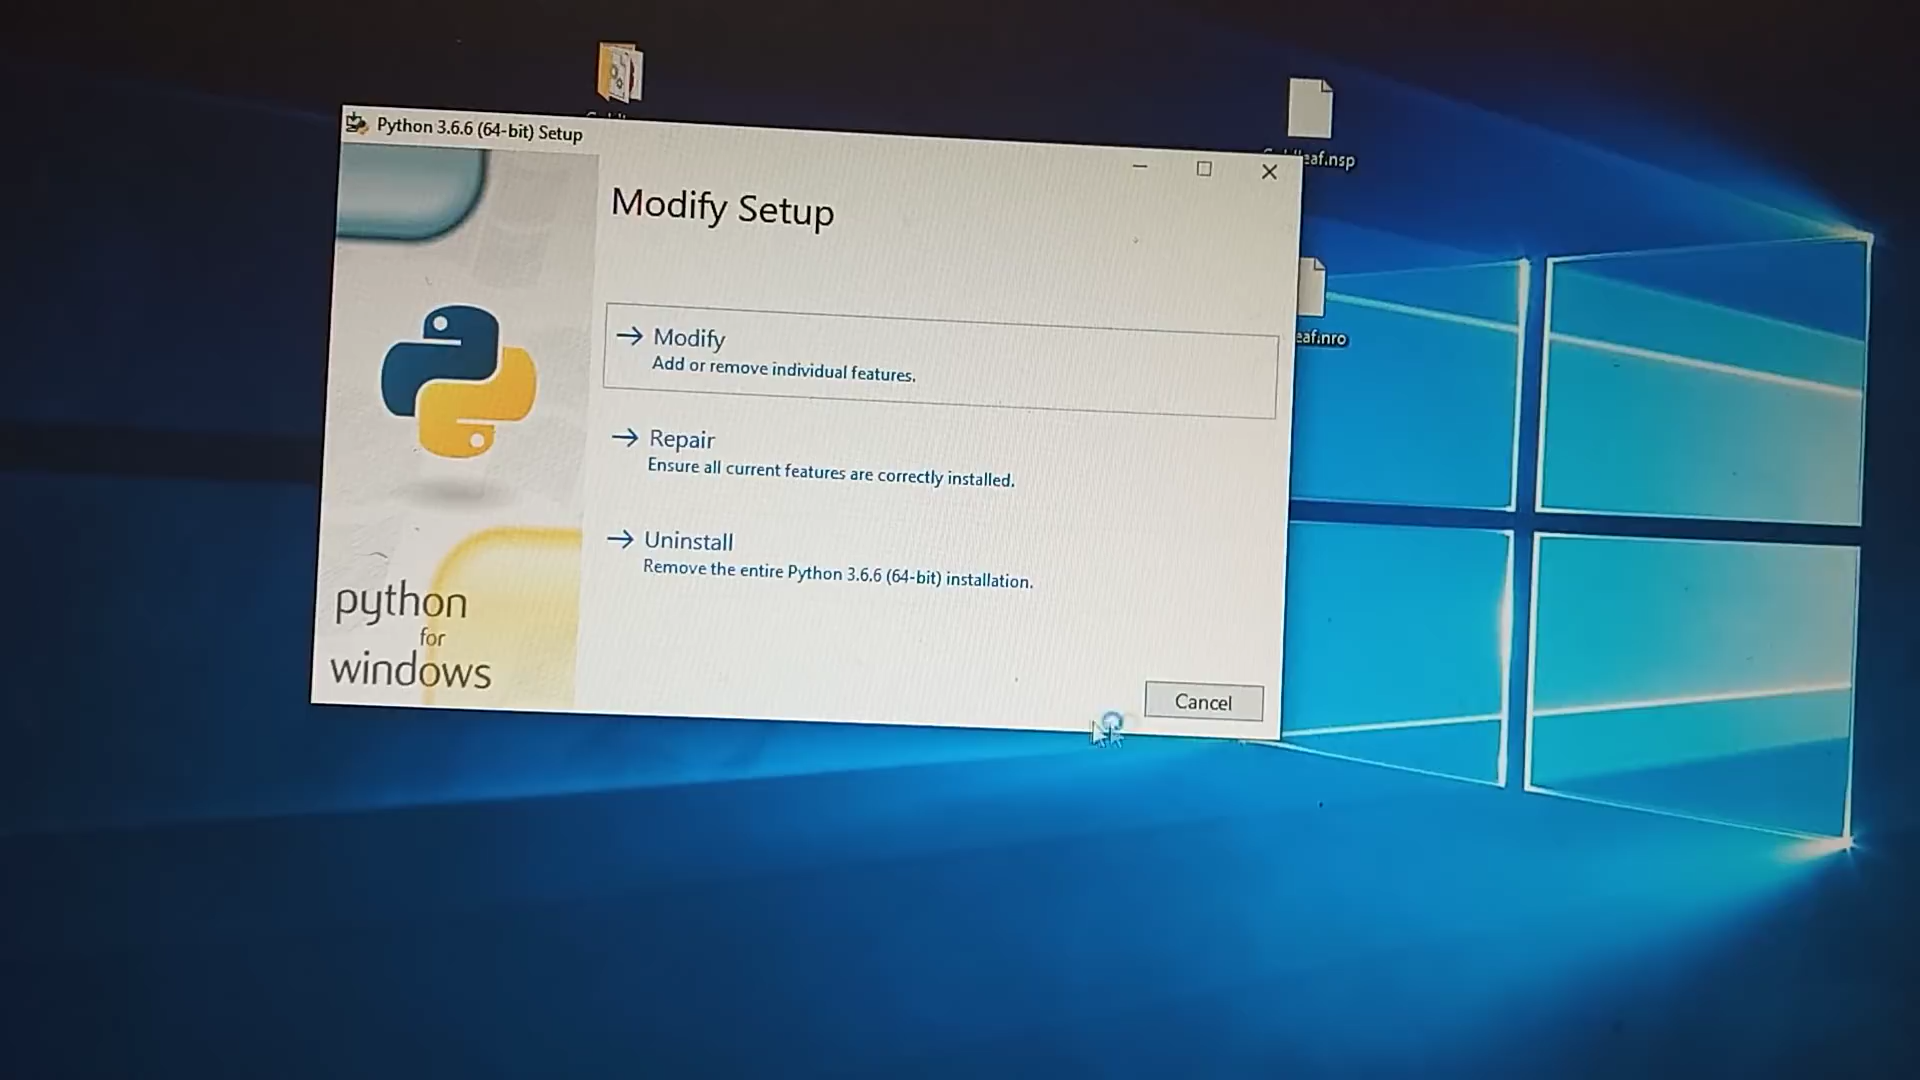 Python 3.6.6 (64-bit) Setup
Modify Setup
Modify
Add or remove individual features.
Repair
Ensure all current features are correctly installed.
Uninstall
Remove the entire Python 3.6.6 (64-bit) installation.
python
for
windows
Cancel
eaf.nsp
eaf.nro